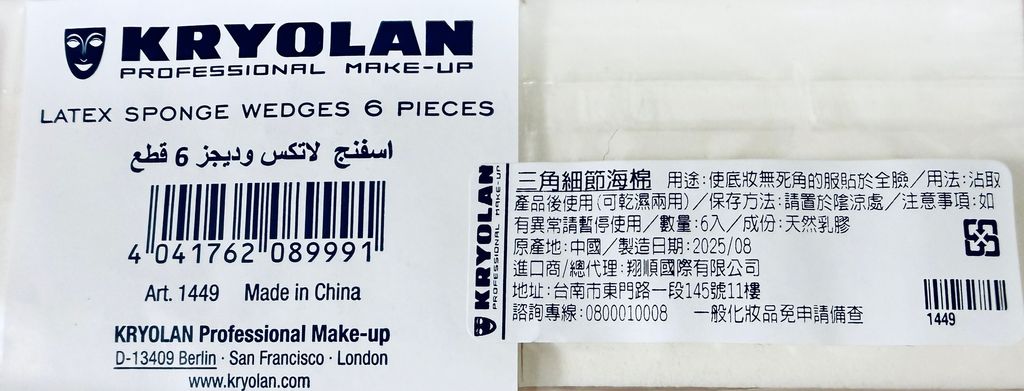 KRYOLAN
PROFESSIONAL MAKE-UP
LATEX SPONGE WEDGES 6 PIECES
اسفنج لاتكس وديجز 6 قطع
4 041762 089991
Art. 1449 Made in China
KRYOLAN Professional Make-up
D-13409 Berlin · San Francisco · London
www.kryolan.com
KRYOLAN
PROFESSIONAL MAKE-UP
三角細節海棉 用途:使底妝無死角的服貼於全臉/用法:沾取
產品後使用(可乾濕兩用)/保存方法:請置於陰涼處/注意事項:如
有異常請暫停使用/數量:6入/成份:天然乳膠
原產地:中國/製造日期:2025/08
進口商/總代理:翔順國際有限公司
地址:台南市東門路一段145號11樓
諮詢專線:0800010008 一般化妝品免申請備查
1449